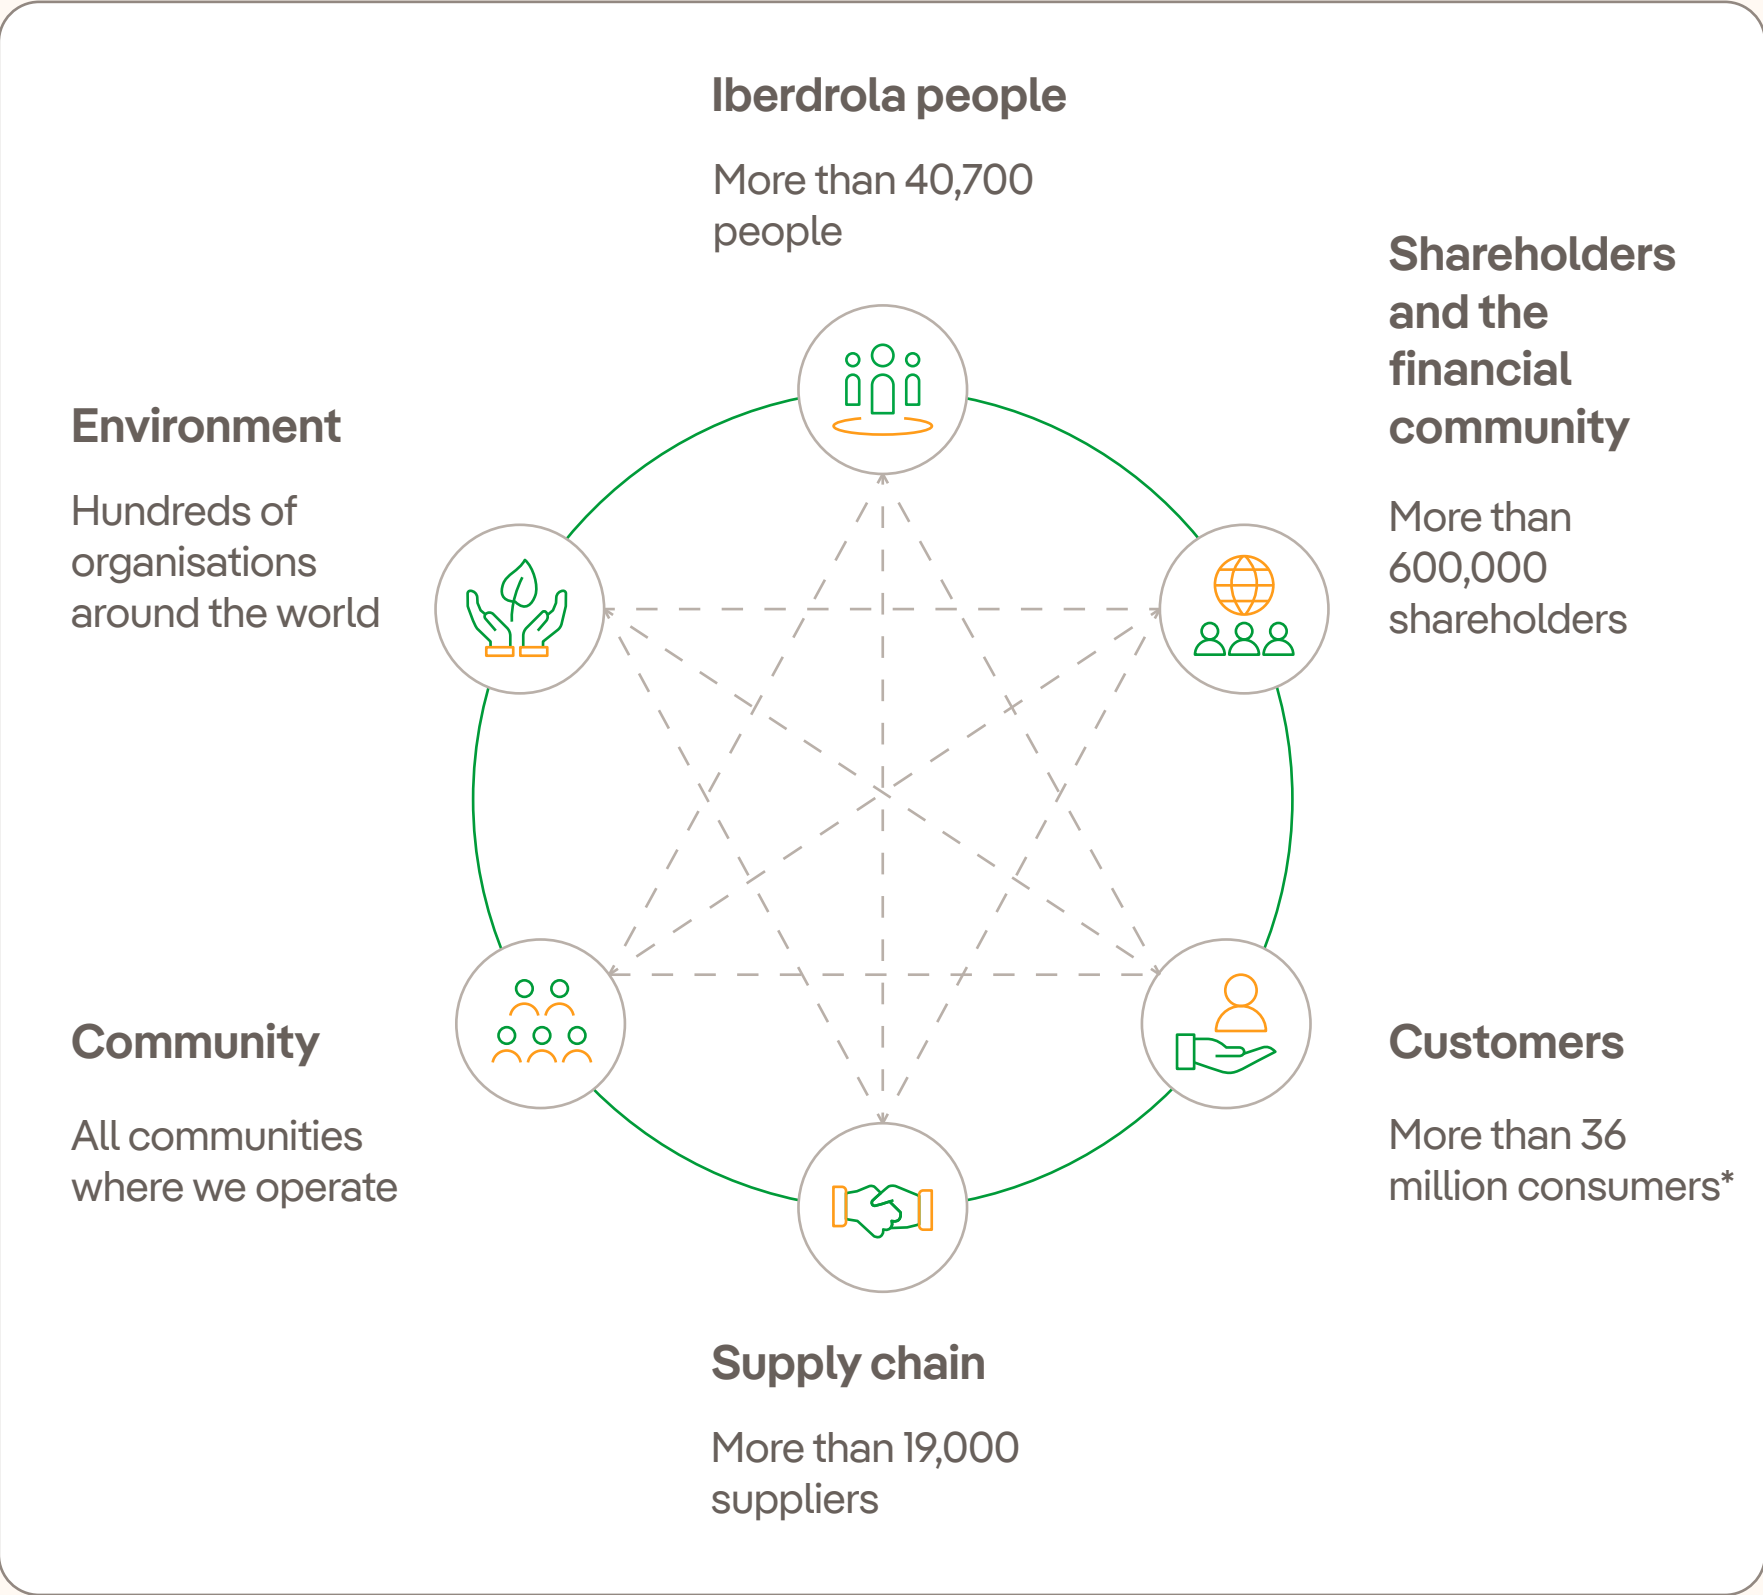 Iberdrola people
More than 40,700
people
Shareholders
and the
financial
community
More than
600,000
shareholders
Environment
Hundreds of
organisations
around the world
Community
All communities
where we operate
Customers
More than 36
million consumers*
Supply chain
More than 19,000
suppliers